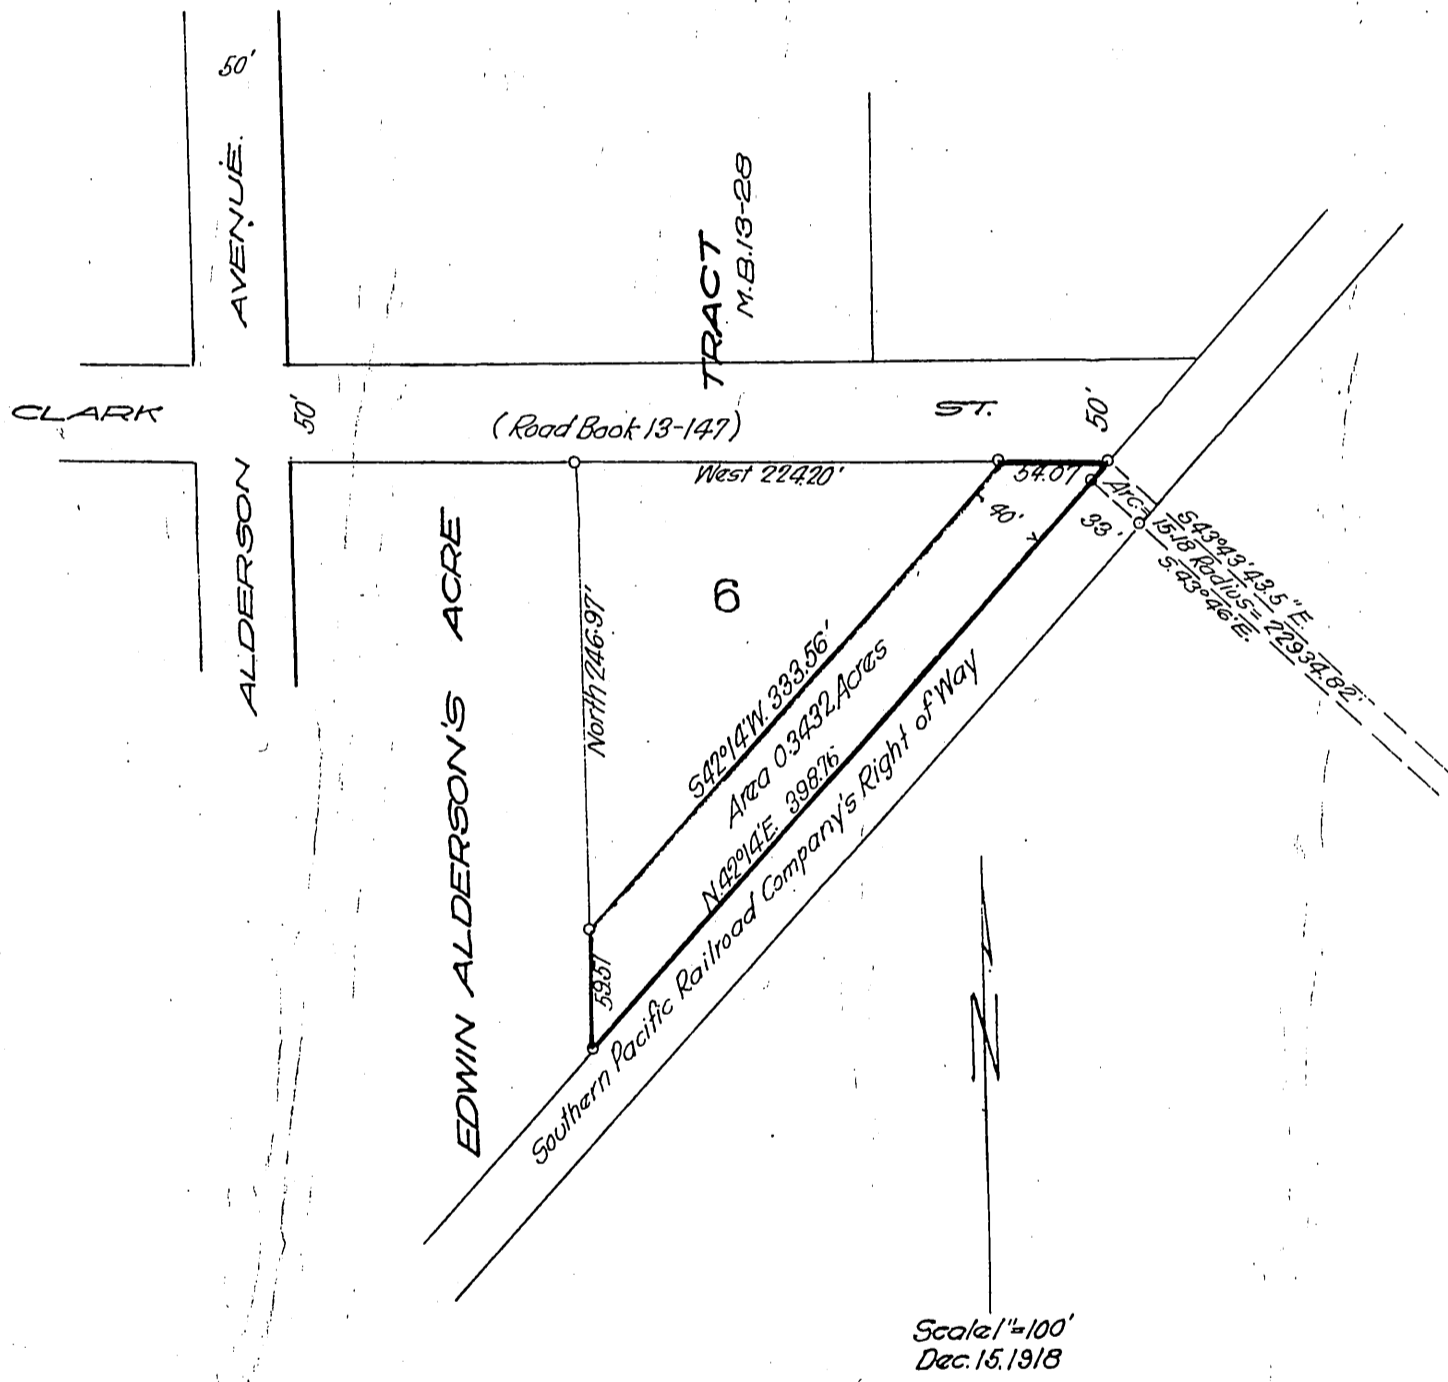 50'
AVENUE.
TRACT
M.B. 13-28
CLARK
50'
(Road Book 13-147)
ST.
50'
West 224.20'
54.07
ALDERSON
EDWIN ALDERSON'S ACRE
North 246.97'
6
40'
33'
S43°43'43.5"E.
Arc= 15.18 Radius= 22934.82'
S.43°46'E.
S42°14'W. 333.56'
Area 0.3432 Acres
N.42°14'E. 398.76
Southern Pacific Railroad Company's Right of Way
59.57
N
Scale 1"=100'
Dec. 15, 1918